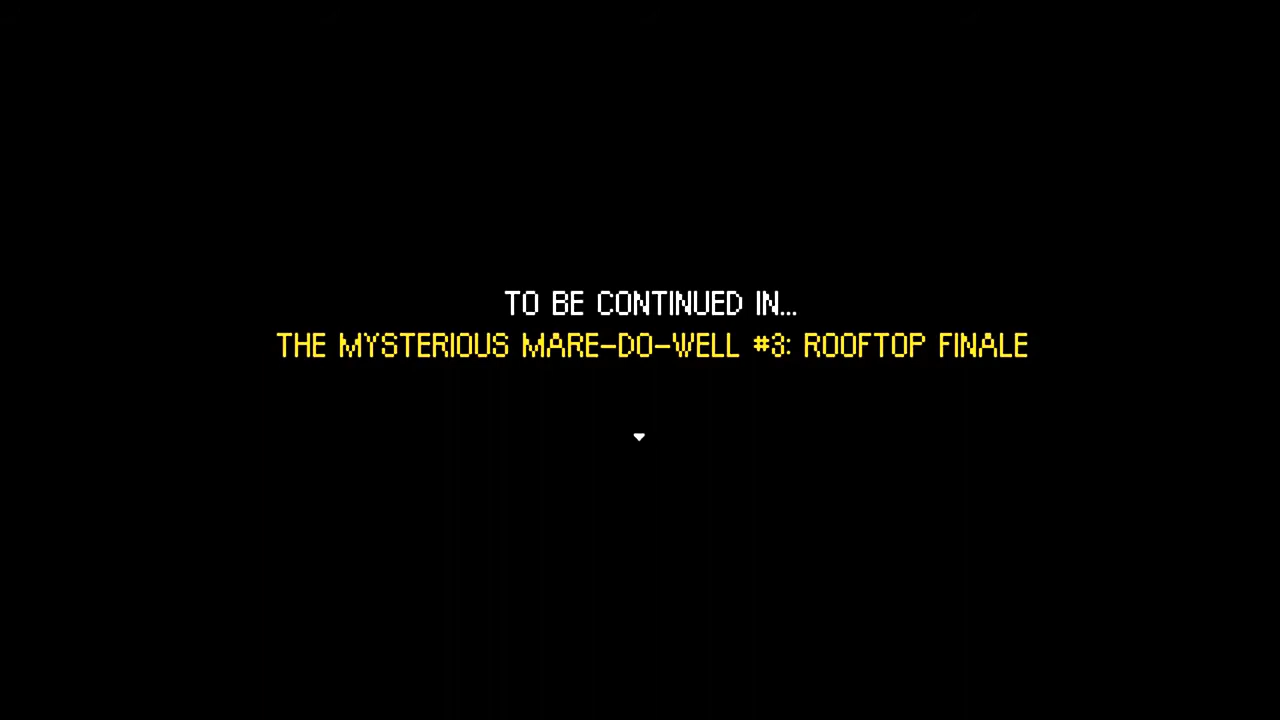 TO BE CONTINUED IN...
THE MYSTERIOUS MARE-DO-WELL #3: ROOFTOP FINALE